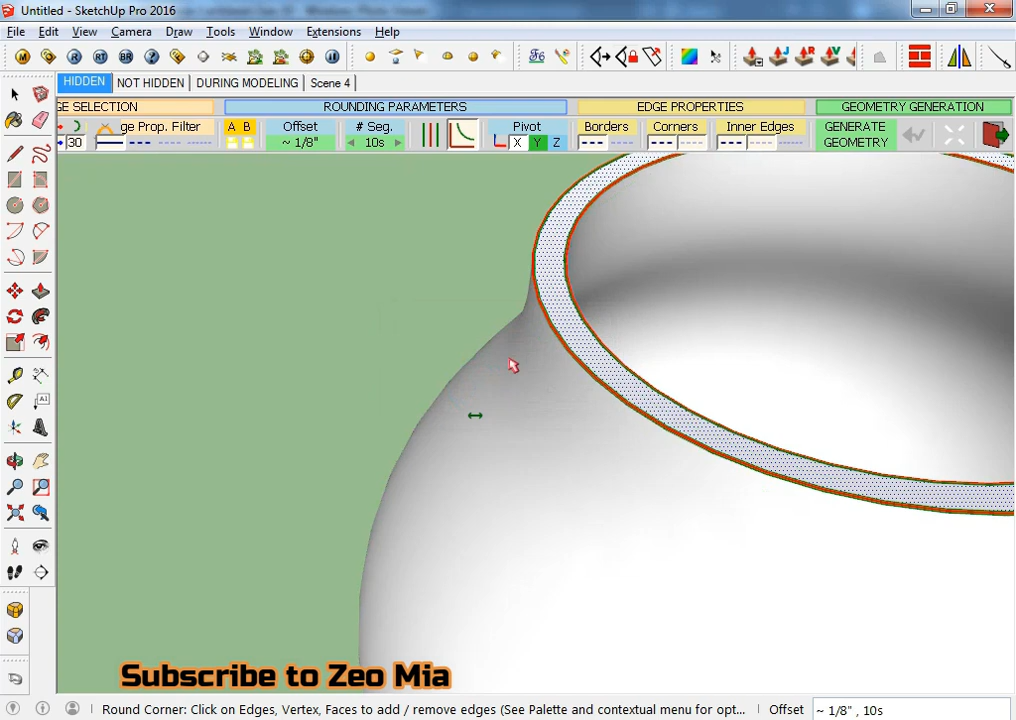 Untitled - SketchUp Pro 2016
File Edit View Camera Draw Tools Window Extensions Help
HIDDEN NOT HIDDEN DURING MODELING Scene 4
GE SELECTION ROUNDING PARAMETERS EDGE PROPERTIES GEOMETRY GENERATION
30 ge Prop. Filter A B Offset ~ 1/8" # Seg. 10s Pivot X Y Z Borders Corners Inner Edges GENERATE GEOMETRY
Subscribe to Zeo Mia
Round Corner: Click on Edges, Vertex, Faces to add / remove edges (See Palette and contextual menu for opt... Offset ~ 1/8" , 10s